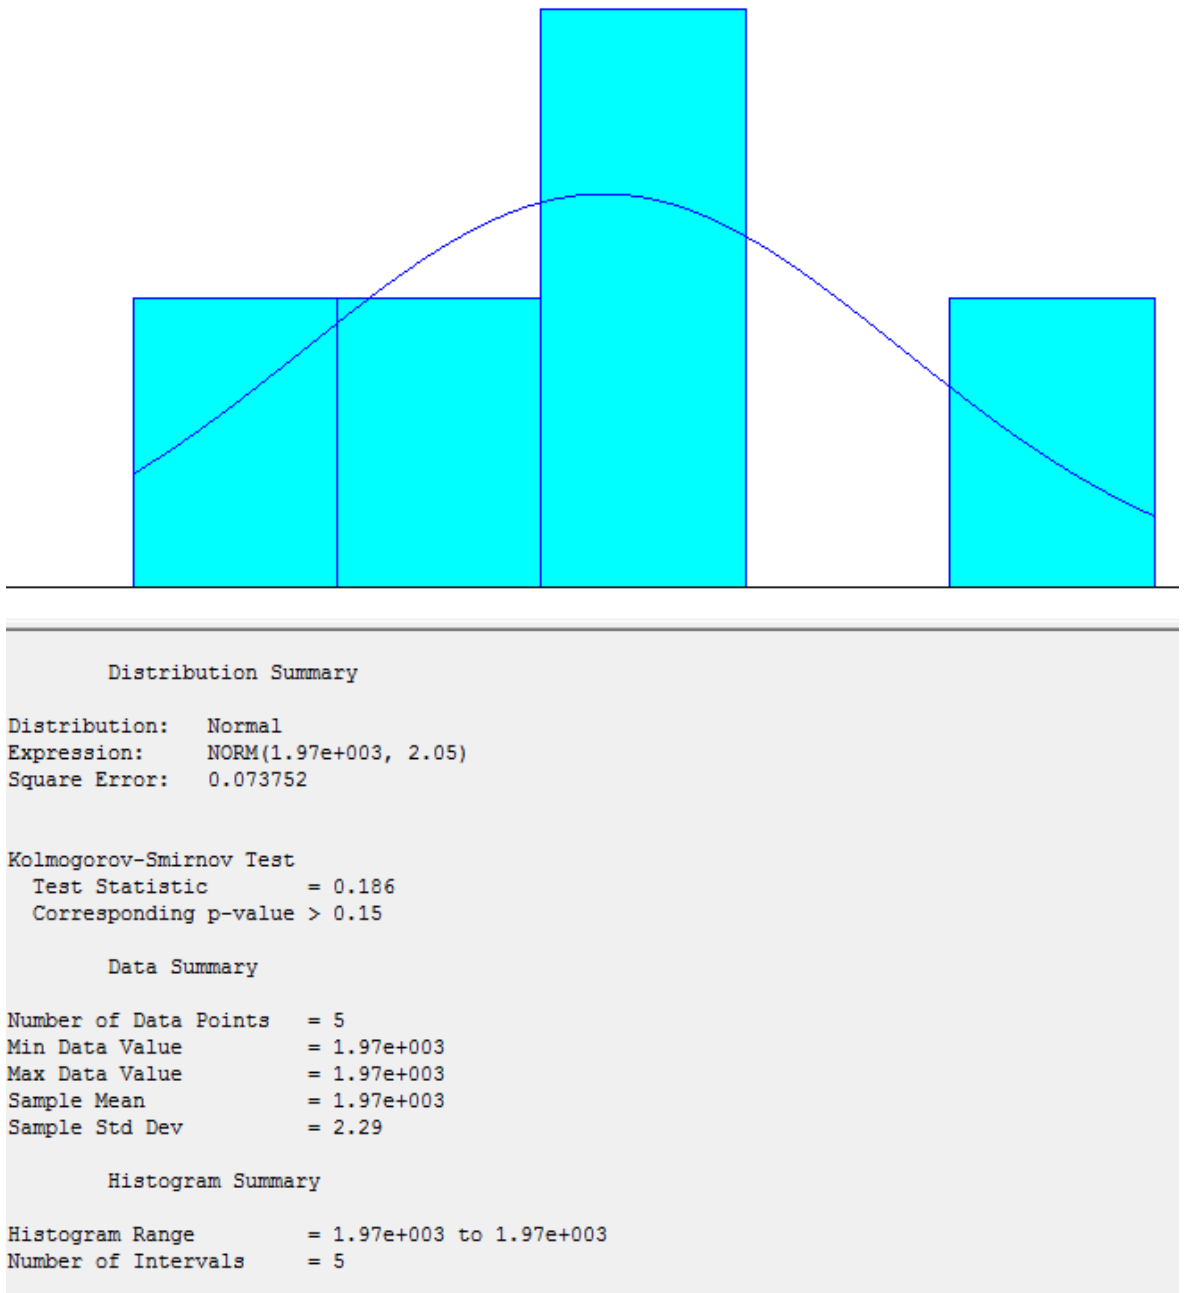 Distribution Summary
Distribution: Normal
Expression: NORM(1.97e+003, 2.05)
Square Error: 0.073752
Kolmogorov-Smirnov Test
Test Statistic = 0.186
Corresponding p-value > 0.15
Data Summary
Number of Data Points = 5
Min Data Value = 1.97e+003
Max Data Value = 1.97e+003
Sample Mean = 1.97e+003
Sample Std Dev = 2.29
Histogram Summary
Histogram Range = 1.97e+003 to 1.97e+003
Number of Intervals = 5